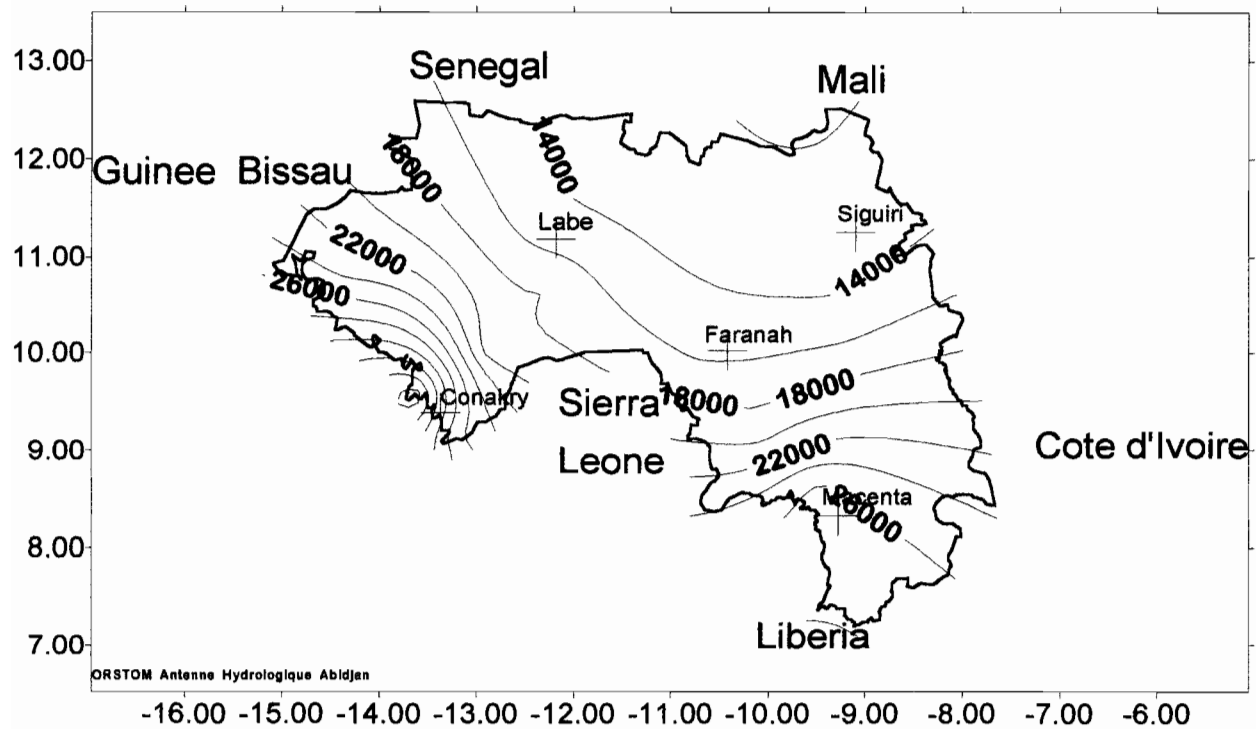 13.00
Senegal
Mali
12.00
Guinee Bissau
18000
14000
Labe
Siguiri
11.00
22000
14000
26000
10.00
Faranah
Conakry
Sierra
18000
18000
9.00
Leone
22000
Cote d'Ivoire
Macenta
26000
8.00
7.00
Liberia
ORSTOM Antenne Hydrologique Abidjan
-16.00 -15.00 -14.00 -13.00 -12.00 -11.00 -10.00 -9.00 -8.00 -7.00 -6.00